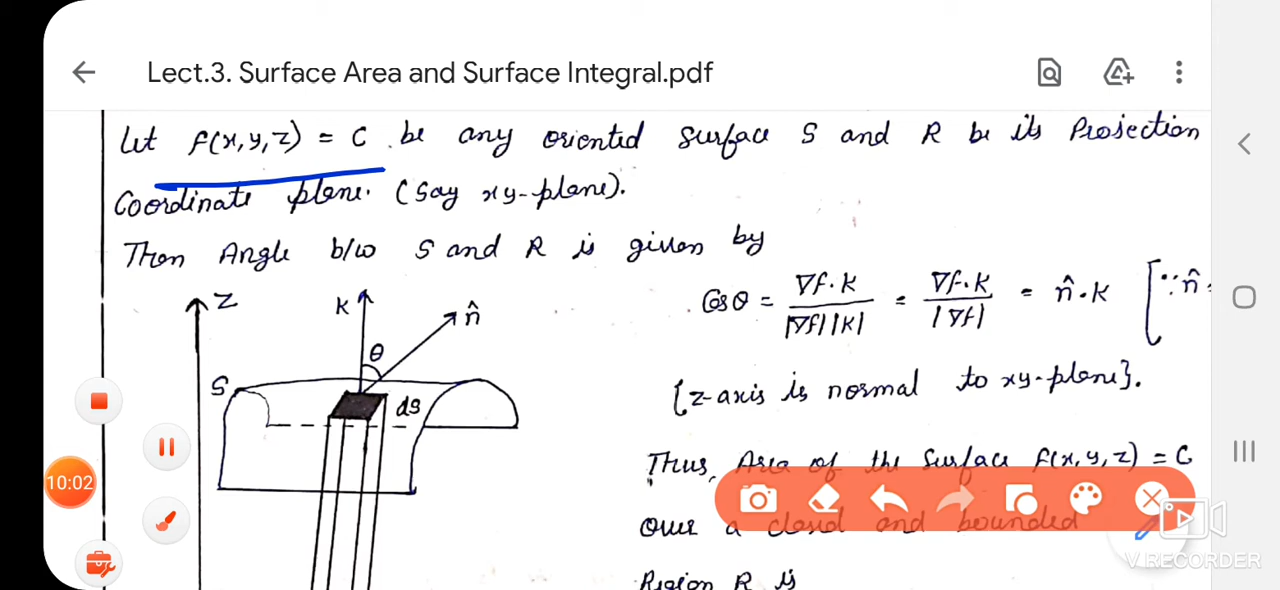 Lect.3. Surface Area and Surface Integral.pdf
Let f(x,y,z) = C be any oriented surface S and R be its Projection
Coordinate plane. (Say xy-plane).
Then Angle b/w S and R is given by
Cosθ = ∇f·k / |∇f||k| = ∇f·k / |∇f| = n̂·k [∵ n̂
Z
K
n̂
θ
S
ds
{z-axis is normal to xy-plane}.
Thus, Area of the surface f(x,y,z) = C
over a closed and bounded
Region R is
10:02
V RECORDER